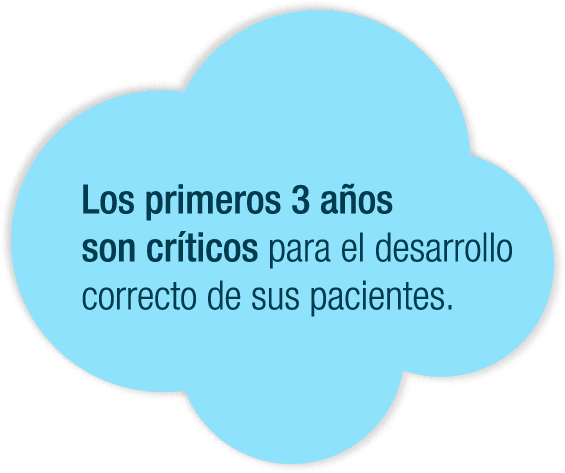 Los primeros 3 años
son críticos para el desarrollo
correcto de sus pacientes.